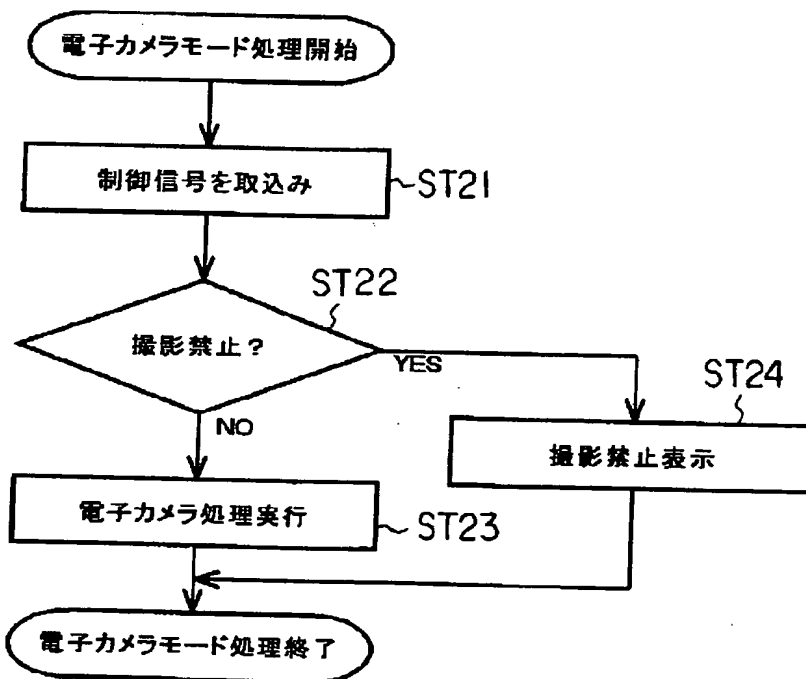 電子カメラモード処理開始
制御信号を取込み
ST21
ST22
撮影禁止?
YES
NO
ST24
撮影禁止表示
電子カメラ処理実行
ST23
電子カメラモード処理終了